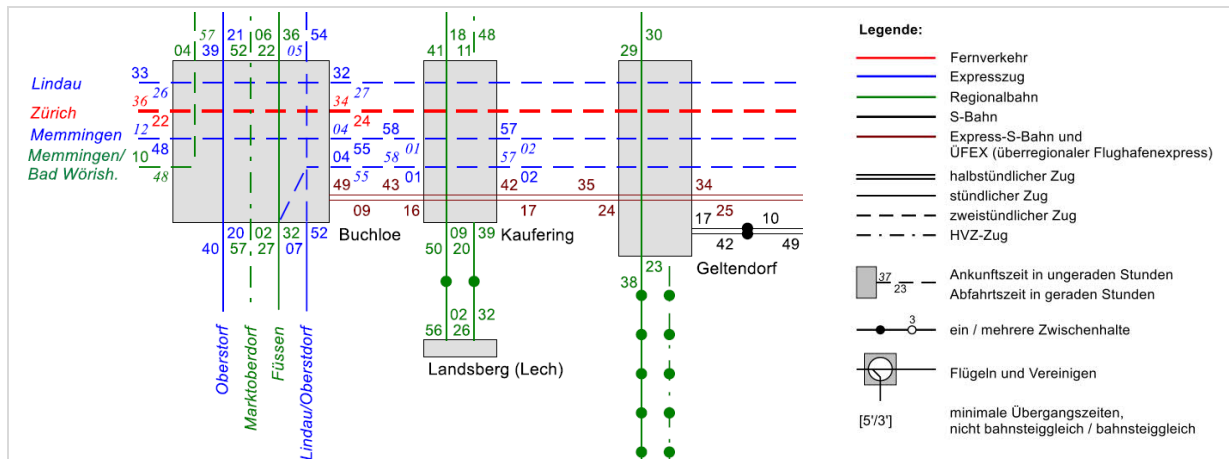 57 21 06 36 54
04 39 52 22 05
18 48
41 11
30
29
Legende:
33 32
Lindau
26 27
36 34
Zürich
22 24
12 04 58 57
Memmingen
48 55 01 02
Memmingen/
Bad Wörish.
10 04 58 57
48 55 01 02
49 43 42 35 34
09 16 17 24 25
20 02 32 52
40 57 27 07
Buchloe
09 39
50 20
Kaufering
17 10
42 49
Geltendorf
23
38
02 32
56 26
Landsberg (Lech)
Oberstorf
Marktoberdorf
Füssen
Lindau/Oberstdorf
Fernverkehr
Expresszug
Regionalbahn
S-Bahn
Express-S-Bahn und
ÜFEX (überregionaler Flughafenexpress)
halbstündlicher Zug
stündlicher Zug
zweistündlicher Zug
HVZ-Zug
37 Ankunftszeit in ungeraden Stunden
23 Abfahrtszeit in geraden Stunden
3
ein / mehrere Zwischenhalte
Flügeln und Vereinigen
[5'/3'] minimale Übergangszeiten,
nicht bahnsteiggleich / bahnsteiggleich